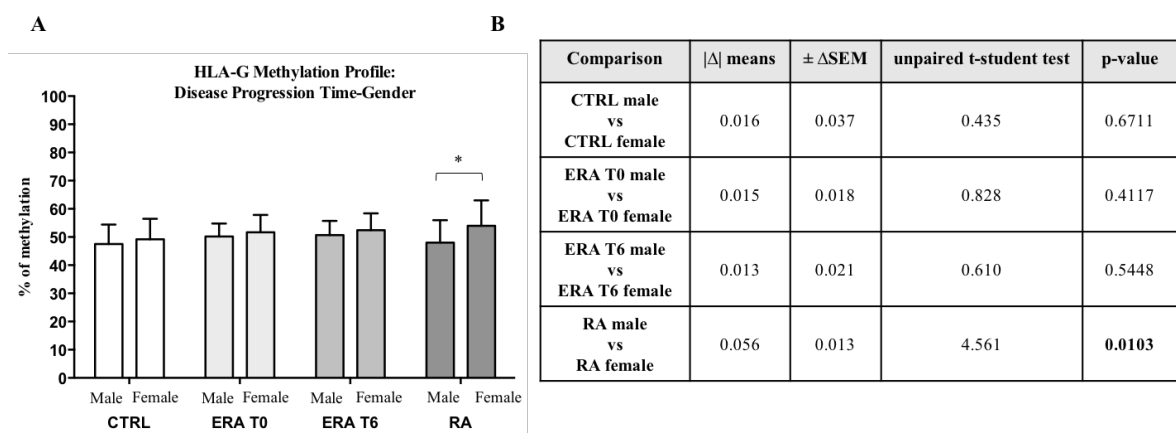 A
B
HLA-G Methylation Profile:
Disease Progression Time-Gender
% of methylation
100
90
80
70
60
50
40
30
20
10
0
*
Male Female Male Female Male Female Male Female
CTRL ERA T0 ERA T6 RA
Comparison |Δ| means ± ΔSEM unpaired t-student test p-value
CTRL male
vs
CTRL female
0.016 0.037 0.435 0.6711
ERA T0 male
vs
ERA T0 female
0.015 0.018 0.828 0.4117
ERA T6 male
vs
ERA T6 female
0.013 0.021 0.610 0.5448
RA male
vs
RA female
0.056 0.013 4.561 0.0103